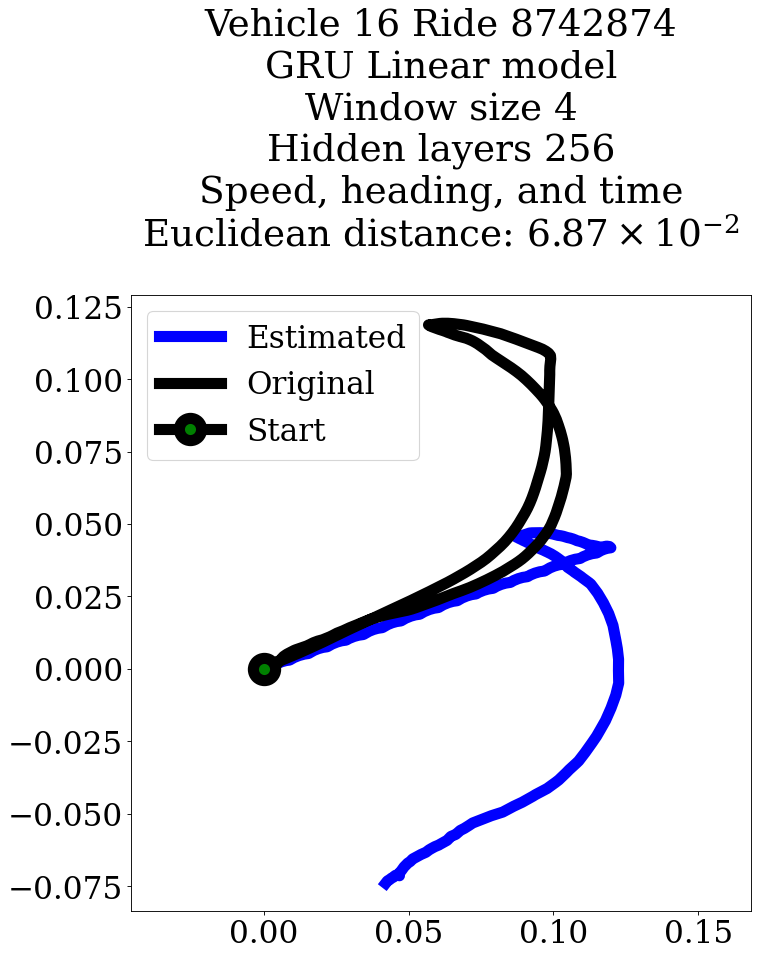 Vehicle 16 Ride 8742874
GRU Linear model
Window size 4
Hidden layers 256
Speed, heading, and time
Euclidean distance: 6.87 × 10⁻²
Estimated
Original
Start
0.125
0.100
0.075
0.050
0.025
0.000
−0.025
−0.050
−0.075
0.00 0.05 0.10 0.15